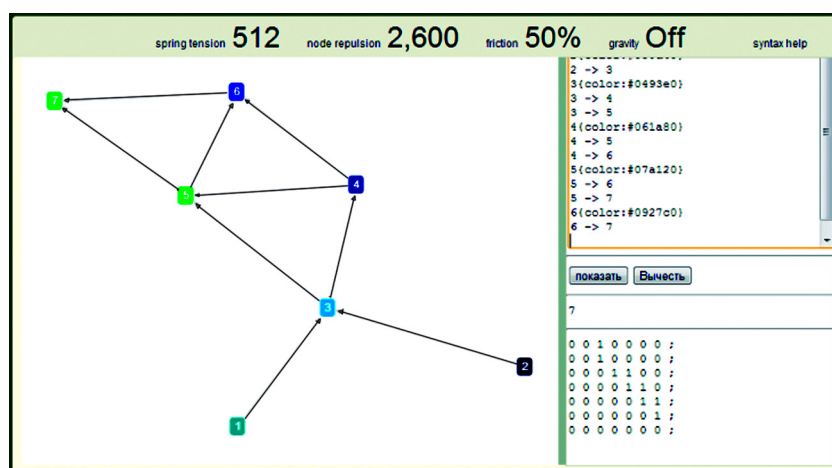 spring tension 512 node repulsion 2,600 friction 50% gravity Off syntax help
7
6
5
4
3
2
1
2 -> 3
3{color:#0493e0}
3 -> 4
3 -> 5
4{color:#061a80}
4 -> 5
4 -> 6
5{color:#07a120}
5 -> 6
5 -> 7
6{color:#0927c0}
6 -> 7
показать Вычесть
7
0 0 1 0 0 0 0 ;
0 0 1 0 0 0 0 ;
0 0 0 1 1 0 0 ;
0 0 0 0 1 1 0 ;
0 0 0 0 0 1 1 ;
0 0 0 0 0 0 1 ;
0 0 0 0 0 0 0 ;